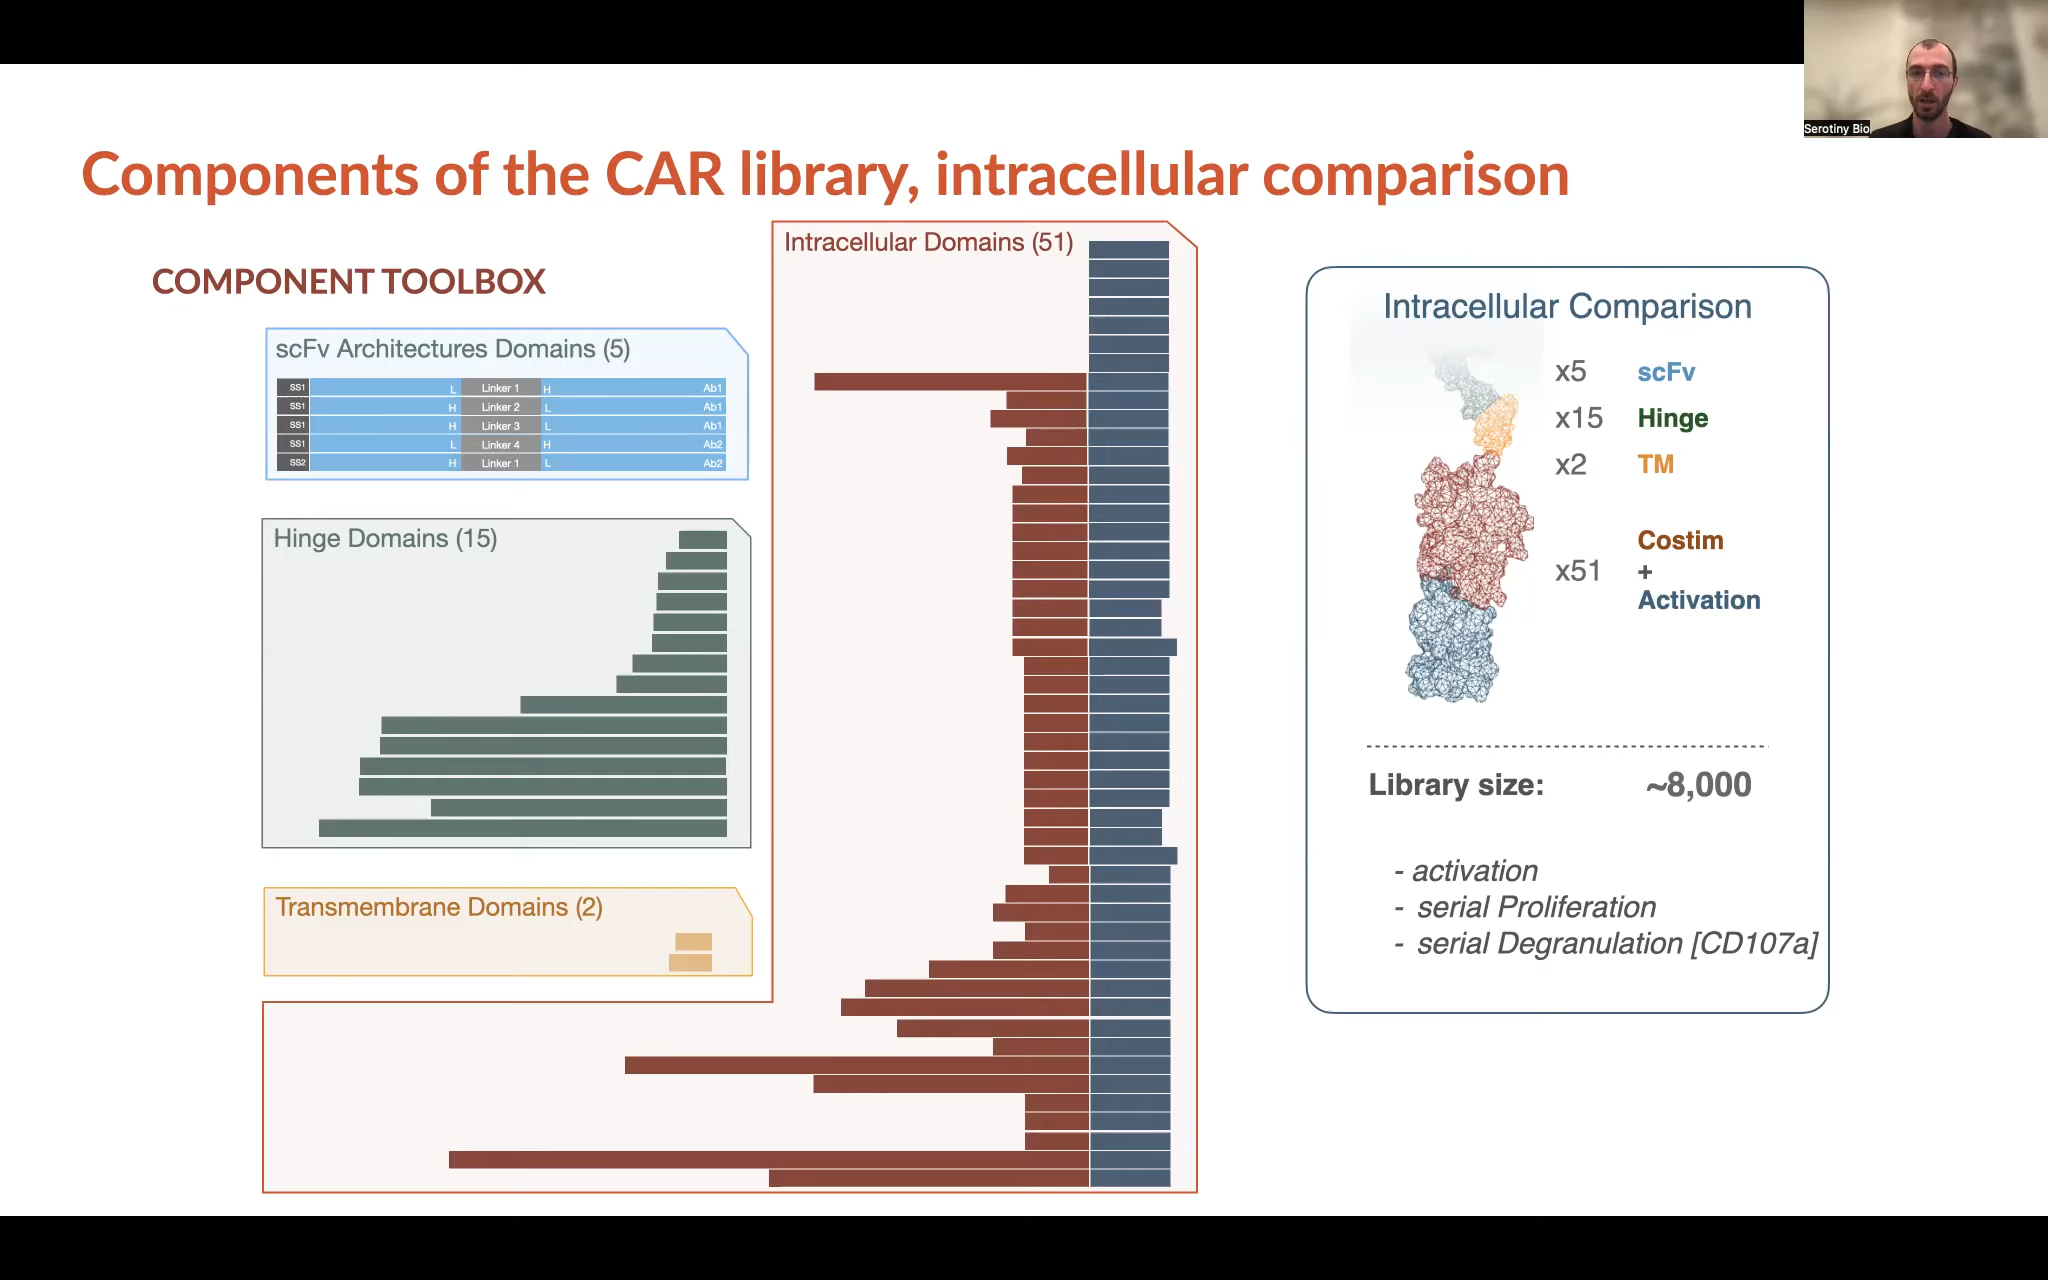 Serotiny Bio
Components of the CAR library, intracellular comparison
COMPONENT TOOLBOX
scFv Architectures Domains (5)
SS1 L Linker 1 H Ab1
SS1 H Linker 2 L Ab1
SS1 H Linker 3 L Ab1
SS1 L Linker 4 H Ab2
SS2 H Linker 1 L Ab2
Hinge Domains (15)
Transmembrane Domains (2)
Intracellular Domains (51)
Intracellular Comparison
x5 scFv
x15 Hinge
x2 TM
x51 Costim
+
Activation
Library size: ~8,000
- activation
- serial Proliferation
- serial Degranulation [CD107a]